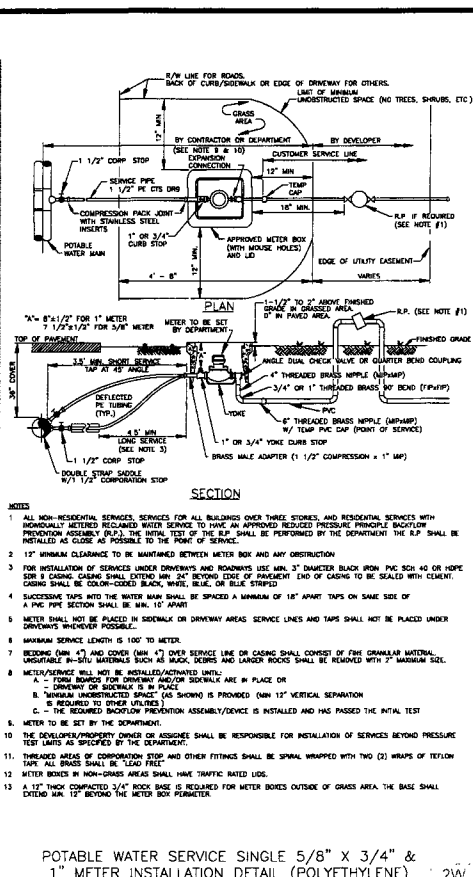 R/W LINE FOR ROADS.
BACK OF CURB/SIDEWALK OR EDGE OF DRIVEWAY FOR OTHERS.
LIMIT OF MINIMUM
UNOBSTRUCTED SPACE (NO TREES, SHRUBS, ETC.)
GRASS
AREA
12" MIN
BY CONTRACTOR OR DEPARTMENT
BY DEVELOPER
(SEE NOTE 9 & 10)
EXPANSION
CONNECTION
CUSTOMER SERVICE LINE
1 1/2" CORP STOP
SERVICE PIPE
1 1/2" PE CTS DR9
12" MIN
TEMP
CAP
18" MIN.
COMPRESSION PACK JOINT
WITH STAINLESS STEEL
INSERTS
1" OR 3/4"
CURB STOP
12" MIN.
R.P IF REQUIRED
(SEE NOTE #1)
APPROVED METER BOX
(WITH MOUSE HOLES)
AND LID
POTABLE
WATER MAIN
EDGE OF UTILITY EASEMENT
4' - 6"
VARIES
PLAN
"A"= 8"±1/2" FOR 1" METER
7 1/2"±1/2" FOR 5/8" METER
METER TO BE SET
BY DEPARTMENT
1-1/2" TO 2" ABOVE FINISHED
GRADE IN GRASSED AREA.
0" IN PAVED AREA.
R.P. (SEE NOTE #1)
TOP OF PAVEMENT
FINISHED GRADE
3.5' MIN. SHORT SERVICE
TAP AT 45° ANGLE
ANGLE DUAL CHECK VALVE OR QUARTER BEND COUPLING
36" COVER
4" THREADED BRASS NIPPLE (MIPxMIP)
3/4" OR 1" THREADED BRASS 90° BEND (FIPxFIP)
DEFLECTED
PE TUBING
(TYP.)
YOKE
PVC
6" THREADED BRASS NIPPLE (MIPxMIP)
W/ TEMP PVC CAP (POINT OF SERVICE)
4.5' MIN
LONG SERVICE
(SEE NOTE 3)
1" OR 3/4" YOKE CURB STOP
BRASS MALE ADAPTER (1 1/2" COMPRESSION x 1" MIP)
1 1/2" CORP STOP
DOUBLE STRAP SADDLE
W/1 1/2" CORPORATION STOP
SECTION
NOTES
1 ALL NON-RESIDENTIAL SERVICES, SERVICES FOR ALL BUILDINGS OVER THREE STORES, AND RESIDENTIAL SERVICES WITH
INDIVIDUALLY METERED RECLAIMED WATER SERVICE TO HAVE AN APPROVED REDUCED PRESSURE PRINCIPLE BACKFLOW
PREVENTION ASSEMBLY (R.P.). THE INITIAL TEST OF THE R.P SHALL BE PERFORMED BY THE DEPARTMENT THE R.P SHALL BE
INSTALLED AS CLOSE AS POSSIBLE TO THE POINT OF SERVICE.
2 12" MINIMUM CLEARANCE TO BE MAINTAINED BETWEEN METER BOX AND ANY OBSTRUCTION
3 FOR INSTALLATION OF SERVICES UNDER DRIVEWAYS AND ROADWAYS USE MIN. 3" DIAMETER BLACK IRON PVC SCH 40 OR HDPE
SDR 9 CASING. CASING SHALL EXTEND MIN 24" BEYOND EDGE OF PAVEMENT END OF CASING TO BE SEALED WITH CEMENT.
CASING SHALL BE COLOR-CODED BLACK, WHITE, BLUE, OR BLUE STRIPED
4 SUCCESSIVE TAPS INTO THE WATER MAIN SHALL BE SPACED A MINIMUM OF 18" APART TAPS ON SAME SIDE OF
A PVC PIPE SECTION SHALL BE MIN. 10" APART
5 METER SHALL NOT BE PLACED IN SIDEWALK OR DRIVEWAY AREAS SERVICE LINES AND TAPS SHALL NOT BE PLACED UNDER
DRIVEWAYS WHENEVER POSSIBLE.
6 MAXIMUM SERVICE LENGTH IS 100' TO METER.
7 BEDDING (MIN 4") AND COVER (MIN 4") OVER SERVICE LINE OR CASING SHALL CONSIST OF FINE GRANULAR MATERIAL.
UNSUITABLE IN-SITU MATERIALS SUCH AS MUCK, DEBRIS AND LARGER ROCKS SHALL BE REMOVED WITH 2" MAXIMUM SIZE.
8 METER/SERVICE WILL NOT BE INSTALLED/ACTIVATED UNTIL:
A. - FORM BOARDS FOR DRIVEWAY AND/OR SIDEWALK ARE IN PLACE OR
- DRIVEWAY OR SIDEWALK IS IN PLACE
B. "MINIMUM UNOBSTRUCTED SPACE" (AS SHOWN) IS PROVIDED (MIN 12" VERTICAL SEPARATION
IS REQUIRED TO OTHER UTILITIES )
C. - THE REQUIRED BACKFLOW PREVENTION ASSEMBLY/DEVICE IS INSTALLED AND HAS PASSED THE INITIAL TEST
9. METER TO BE SET BY THE DEPARTMENT.
10 THE DEVELOPER/PROPERTY OWNER OR ASSIGNEE SHALL BE RESPONSIBLE FOR INSTALLATION OF SERVICES BEYOND PRESSURE
TEST LIMITS AS SPECIFIED BY THE DEPARTMENT.
11. THREADED AREAS OF CORPORATION STOP AND OTHER FITTINGS SHALL BE SPIRAL WRAPPED WITH TWO (2) WRAPS OF TEFLON
TAPE ALL BRASS SHALL BE "LEAD FREE"
12 METER BOXES IN NON-GRASS AREAS SHALL HAVE TRAFFIC RATED LIDS.
13 A 12" THICK COMPACTED 3/4" ROCK BASE IS REQUIRED FOR METER BOXES OUTSIDE OF GRASS AREA. THE BASE SHALL
EXTEND MIN. 12" BEYOND THE METER BOX PERIMETER.
POTABLE WATER SERVICE SINGLE 5/8" X 3/4" &
1" METER INSTALLATION DETAIL (POLYETHYLENE)